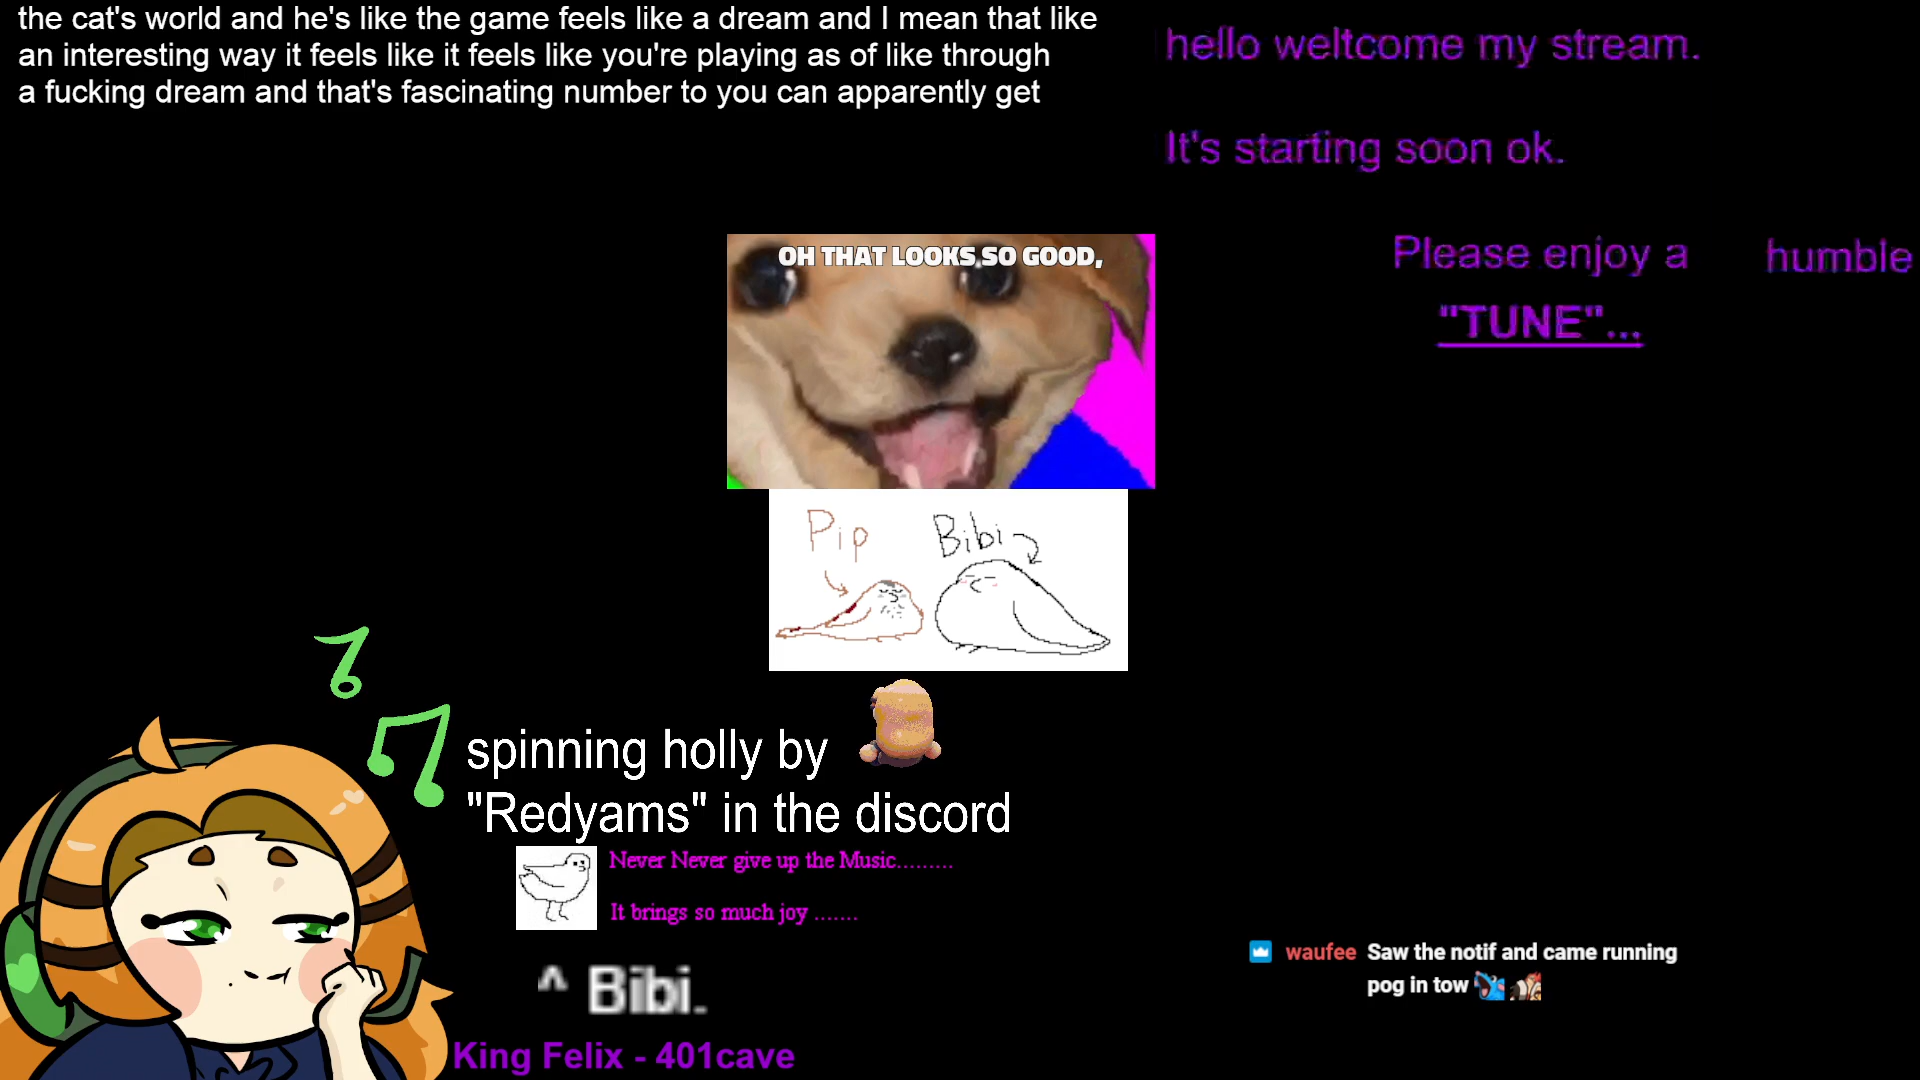 the cat's world and he's like the game feels like a dream and I mean that like
an interesting way it feels like it feels like you're playing as of like through
a fucking dream and that's fascinating number to you can apparently get
hello weltcome my stream.
It's starting soon ok.
Please enjoy a humble
"TUNE"...
OH THAT LOOKS SO GOOD,
Pip Bibi
spinning holly by
"Redyams" in the discord
Never Never give up the Music.........
It brings so much joy .......
^ Bibi.
King Felix - 401cave
waufee Saw the notif and came running
pog in tow